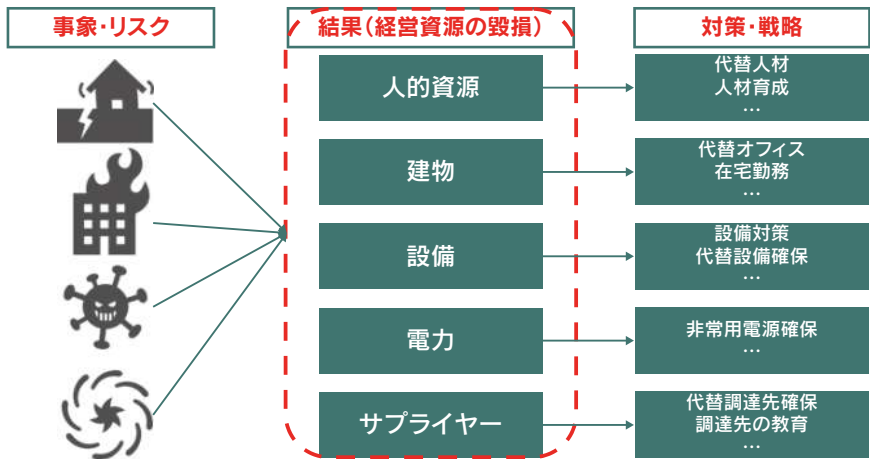 事象・リスク
結果（経営資源の毀損）
対策・戦略
人的資源
代替人材
人材育成
…
建物
代替オフィス
在宅勤務
…
設備
設備対策
代替設備確保
…
電力
非常用電源確保
…
サプライヤー
代替調達先確保
調達先の教育
…